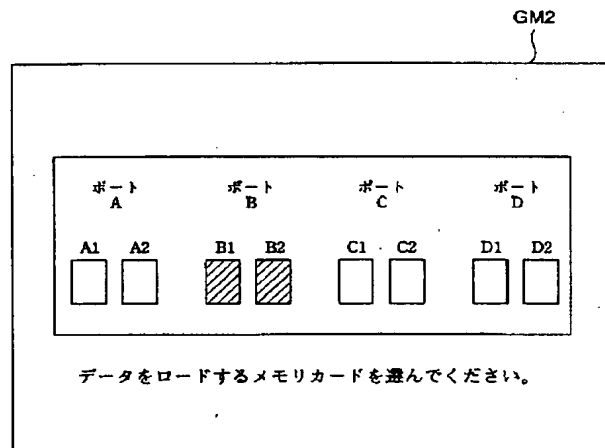 GM2
ポート ポート ポート ポート
A B C D
A1 A2 B1 B2 C1 C2 D1 D2
データをロードするメモリカードを選んでください。